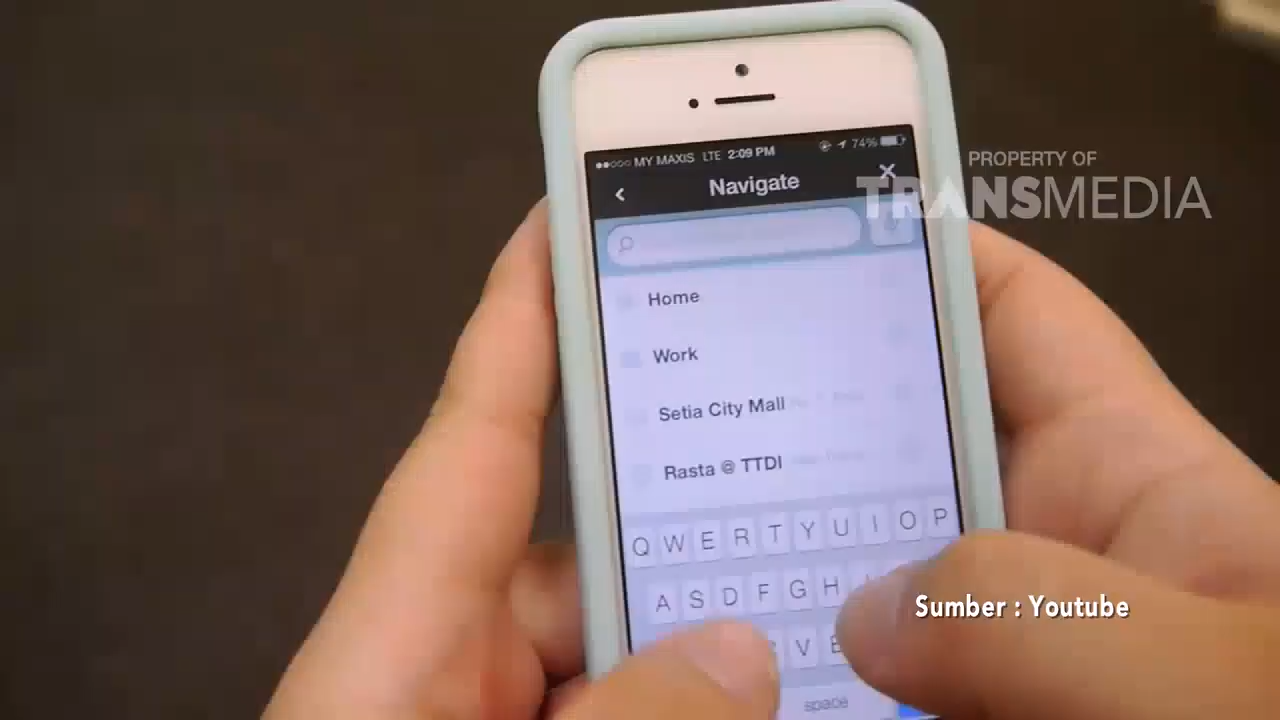 MY MAXIS LTE 2:09 PM 74%
Navigate
PROPERTY OF
TRANSMEDIA
Home
Work
Setia City Mall
Rasta @ TTDI
Q W E R T Y U I O P
A S D F G H
V
space
Sumber : Youtube